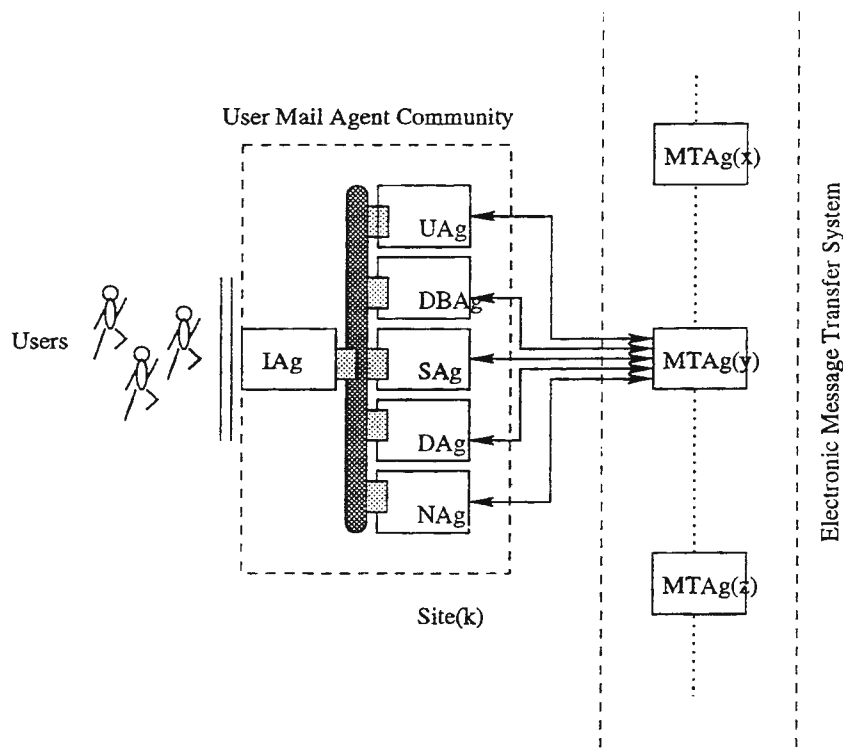 User Mail Agent Community
MTAg(x)
UAg
DBAg
Users
IAg
SAg
MTAg(y)
DAg
NAg
MTAg(z)
Site(k)
Electronic Message Transfer System